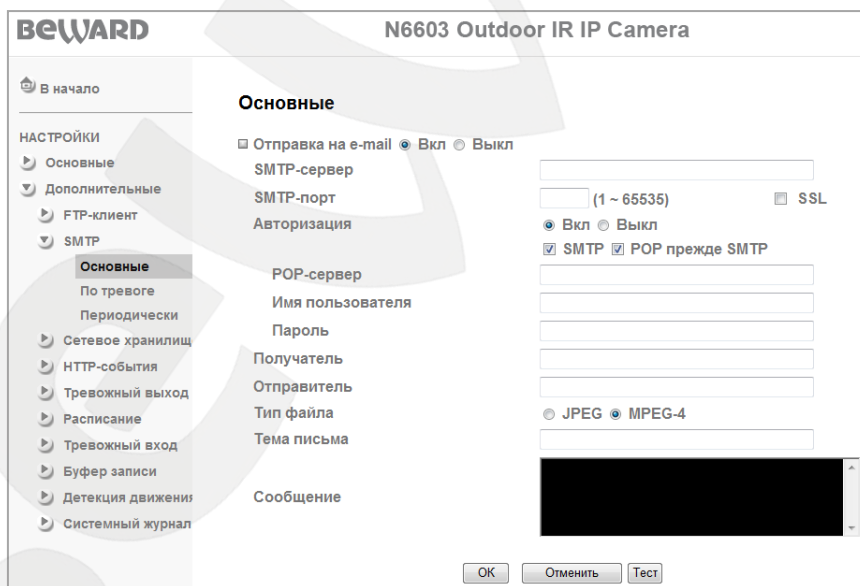 BEWARD
N6603 Outdoor IR IP Camera
В начало
НАСТРОЙКИ
Основные
Дополнительные
FTP-клиент
SMTP
Основные
По тревоге
Периодически
Сетевое хранилищ
HTTP-события
Тревожный выход
Расписание
Тревожный вход
Буфер записи
Детекция движения
Системный журнал
Основные
Отправка на e-mail Вкл Выкл
SMTP-сервер
SMTP-порт (1 ~ 65535) SSL
Авторизация Вкл Выкл
SMTP POP прежде SMTP
POP-сервер
Имя пользователя
Пароль
Получатель
Отправитель
Тип файла JPEG MPEG-4
Тема письма
Сообщение
OK Отменить Тест